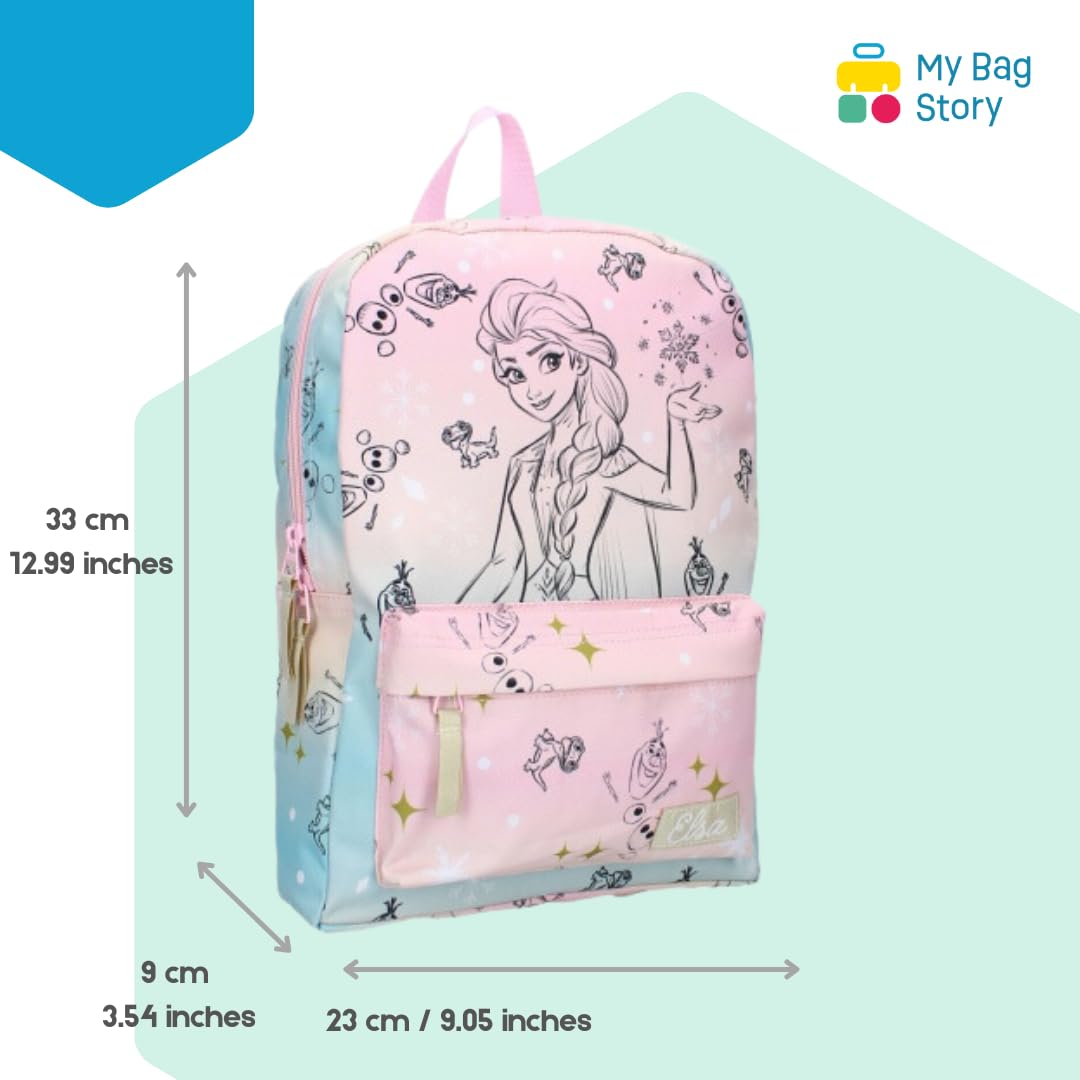 My Bag
Story
33 cm
12.99 inches
Elsa
9 cm
3.54 inches
23 cm / 9.05 inches